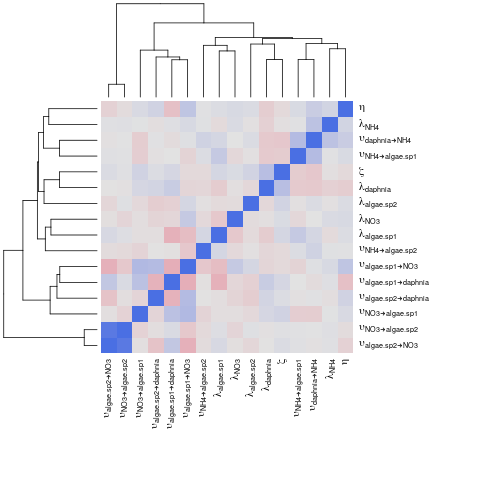 η
λNH4
υdaphnia→NH4
υNH4→algae.sp1
ζ
λdaphnia
λalgae.sp2
λNO3
λalgae.sp1
υNH4→algae.sp2
υalgae.sp1→NO3
υalgae.sp1→daphnia
υalgae.sp2→daphnia
υNO3→algae.sp1
υNO3→algae.sp2
υalgae.sp2→NO3
υalgae.sp2→NO3
υNO3→algae.sp2
υNO3→algae.sp1
υalgae.sp2→daphnia
υalgae.sp1→daphnia
υalgae.sp1→NO3
υNH4→algae.sp2
λalgae.sp1
λNO3
λalgae.sp2
λdaphnia
ζ
υNH4→algae.sp1
υdaphnia→NH4
λNH4
η